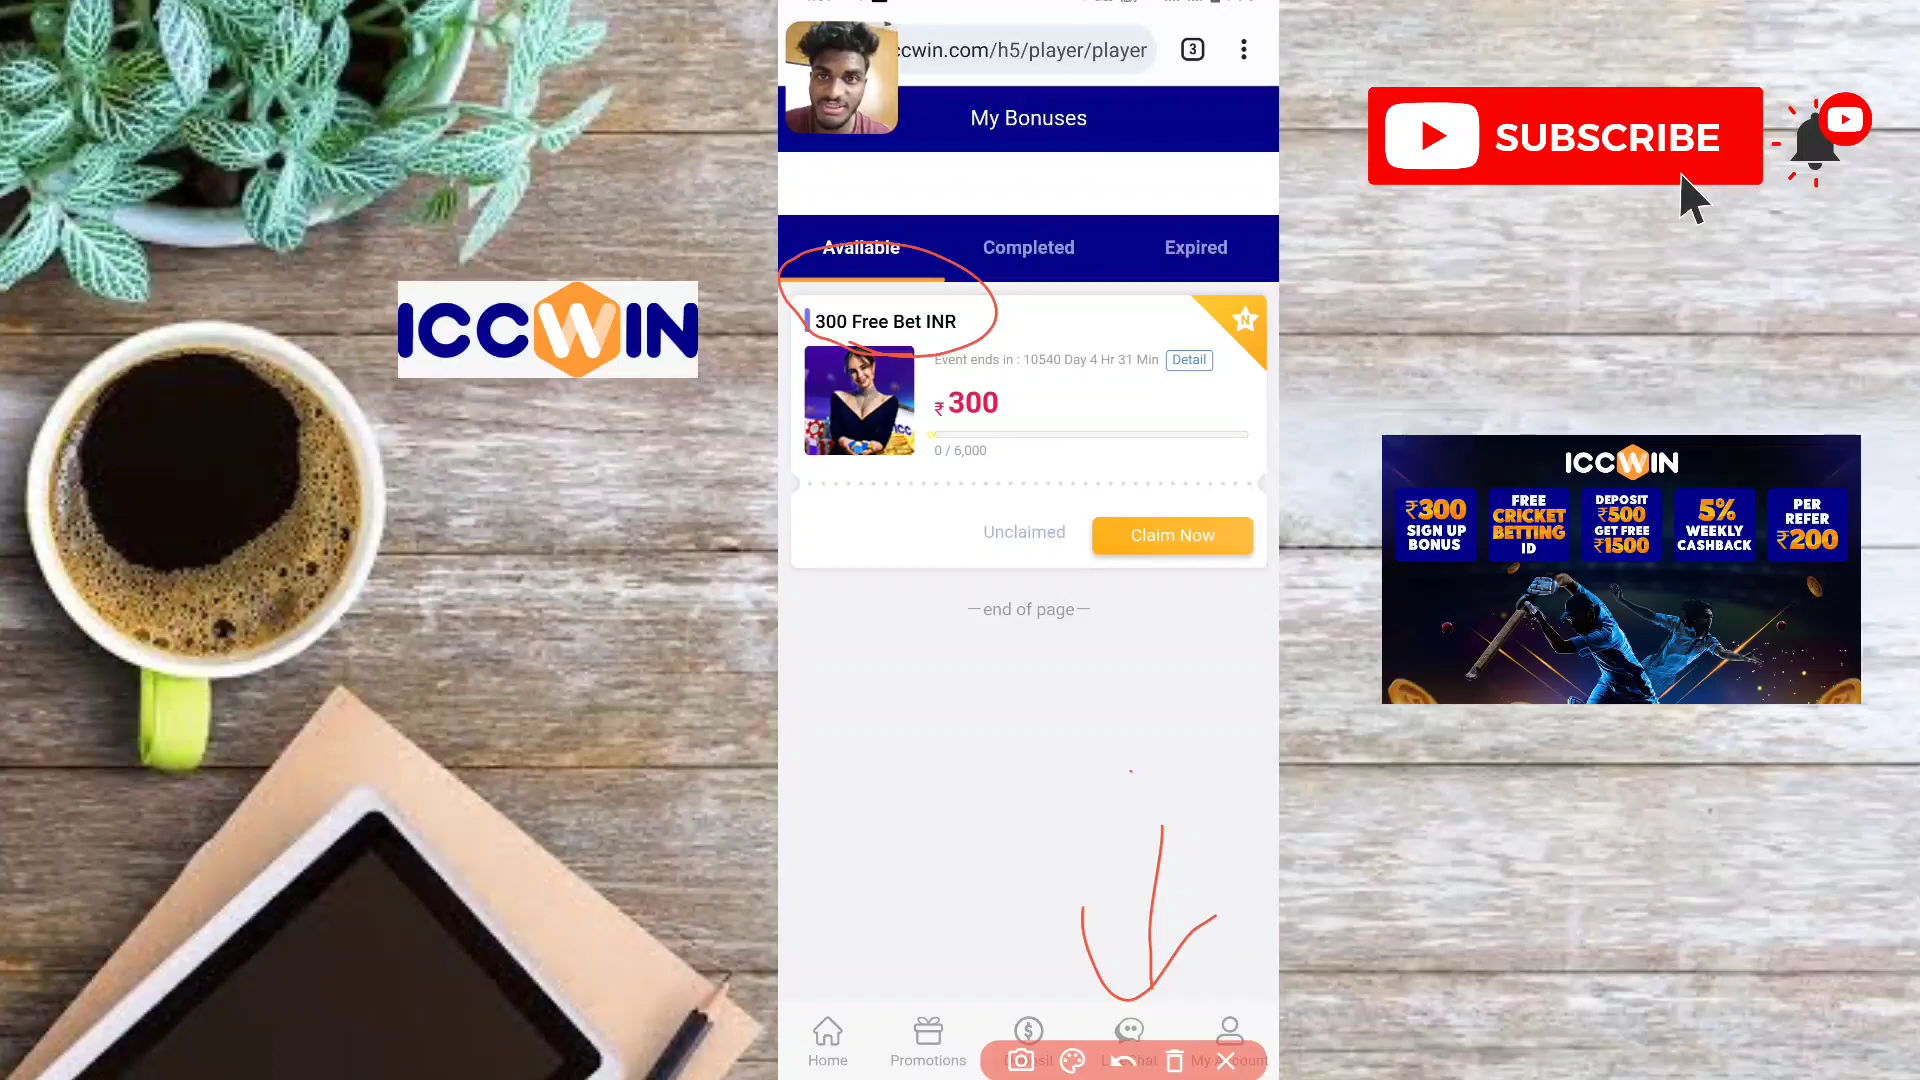 ccwin.com/h5/player/player
3
My Bonuses
SUBSCRIBE
Available
Completed
Expired
ICCWIN
300 Free Bet INR
N
Event ends in : 10540 Day 4 Hr 31 Min
Detail
₹ 300
0 / 6,000
Unclaimed
Claim Now
—end of page—
ICCWIN
₹300
SIGN UP
BONUS
FREE
CRICKET
BETTING
ID
DEPOSIT
₹500
GET FREE
₹1500
5%
WEEKLY
CASHBACK
PER
REFER
₹200
Home
Promotions
My Account